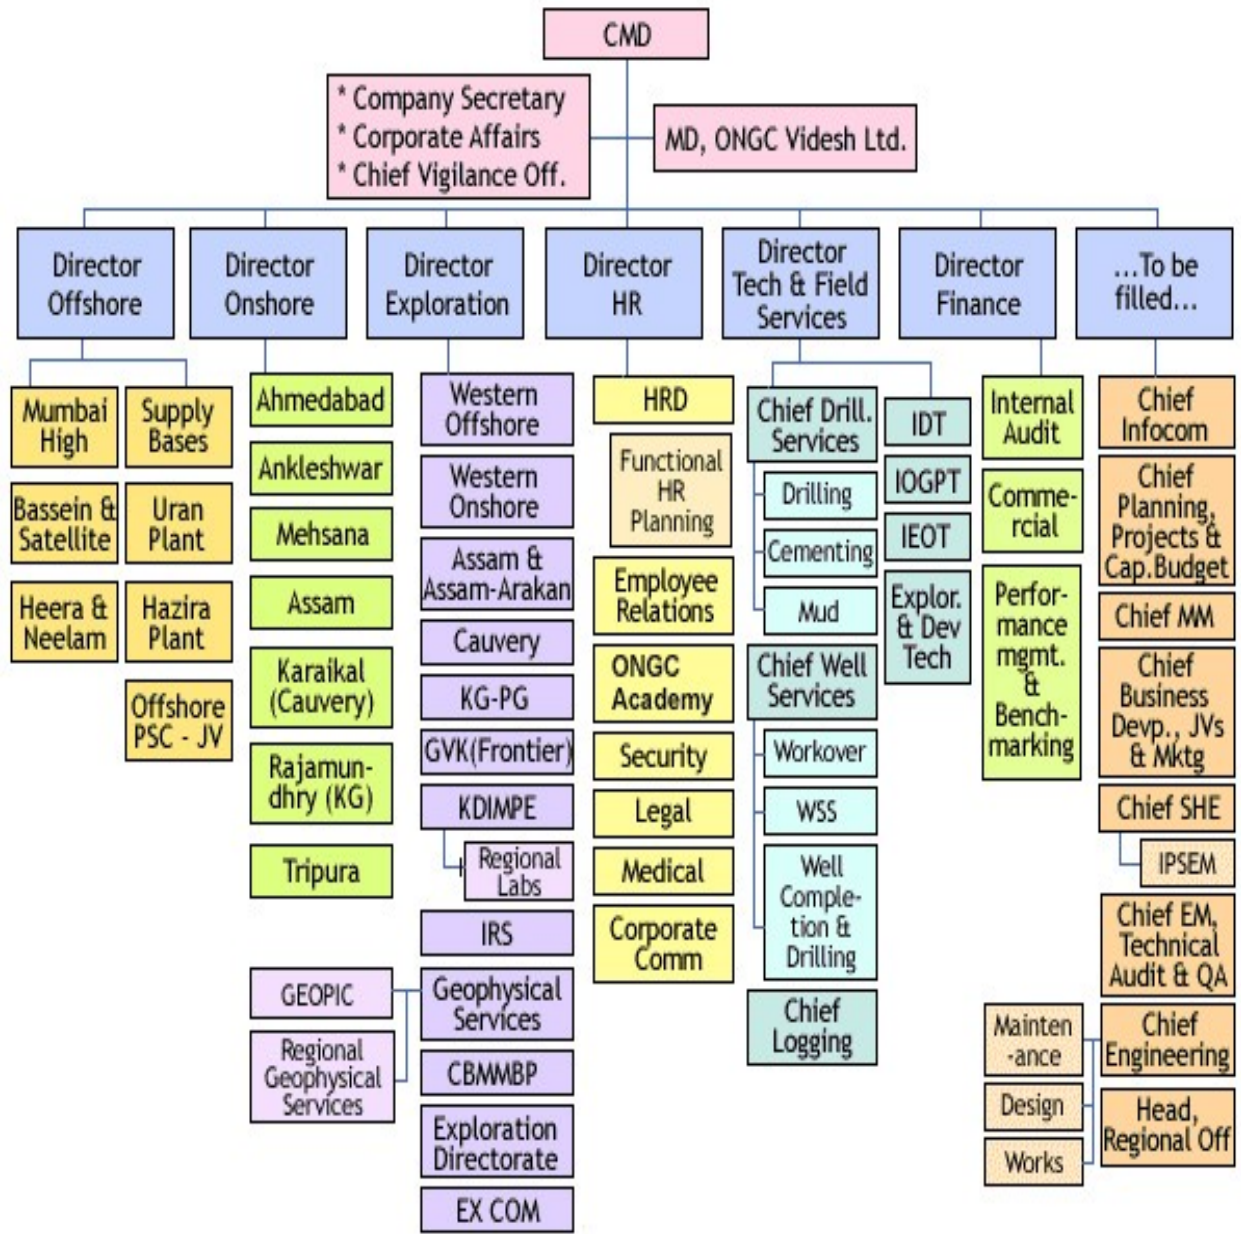 CMD
* Company Secretary
* Corporate Affairs
* Chief Vigilance Off.
MD, ONGC Videsh Ltd.
Director
Offshore
Director
Onshore
Director
Exploration
Director
HR
Director
Tech & Field
Services
Director
Finance
...To be
filled...
Mumbai
High
Bassein &
Satellite
Heera &
Neelam
Supply
Bases
Uran
Plant
Hazira
Plant
Offshore
PSC - JV
Ahmedabad
Ankleshwar
Mehsana
Assam
Karaikal
(Cauvery)
Rajamun-
dhry (KG)
Tripura
Western
Offshore
Western
Onshore
Assam &
Assam-Arakan
Cauvery
KG-PG
GVK(Frontier)
KDIMPE
Regional
Labs
IRS
Geophysical
Services
GEOPIC
Regional
Geophysical
Services
CBMMBP
Exploration
Directorate
EX COM
HRD
Functional
HR
Planning
Employee
Relations
ONGC
Academy
Security
Legal
Medical
Corporate
Comm
Chief Drill.
Services
Drilling
Cementing
Mud
Chief Well
Services
Workover
WSS
Well
Comple-
tion &
Drilling
Chief
Logging
IDT
IOGPT
IEOT
Explor.
& Dev
Tech
Internal
Audit
Comme-
rcial
Perfor-
mance
mgmt.
&
Bench-
marking
Chief
Infocom
Chief
Planning,
Projects &
Cap.Budget
Chief MM
Chief
Business
Devp., JVs
& Mktg
Chief SHE
IPSEM
Chief EM,
Technical
Audit & QA
Chief
Engineering
Mainten
-ance
Design
Works
Head,
Regional Off